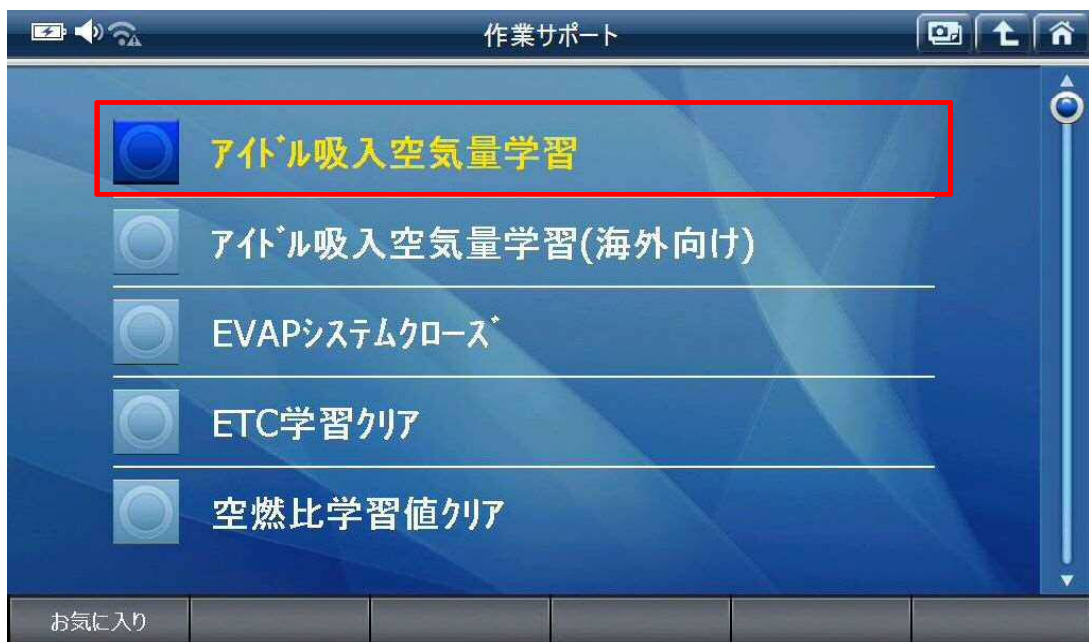 作業サポート
ｱｲﾄﾞﾙ吸入空気量学習
ｱｲﾄﾞﾙ吸入空気量学習(海外向け)
EVAPｼｽﾃﾑｸﾛｰｽﾞ
ETC学習ｸﾘｱ
空燃比学習値ｸﾘｱ
お気に入り